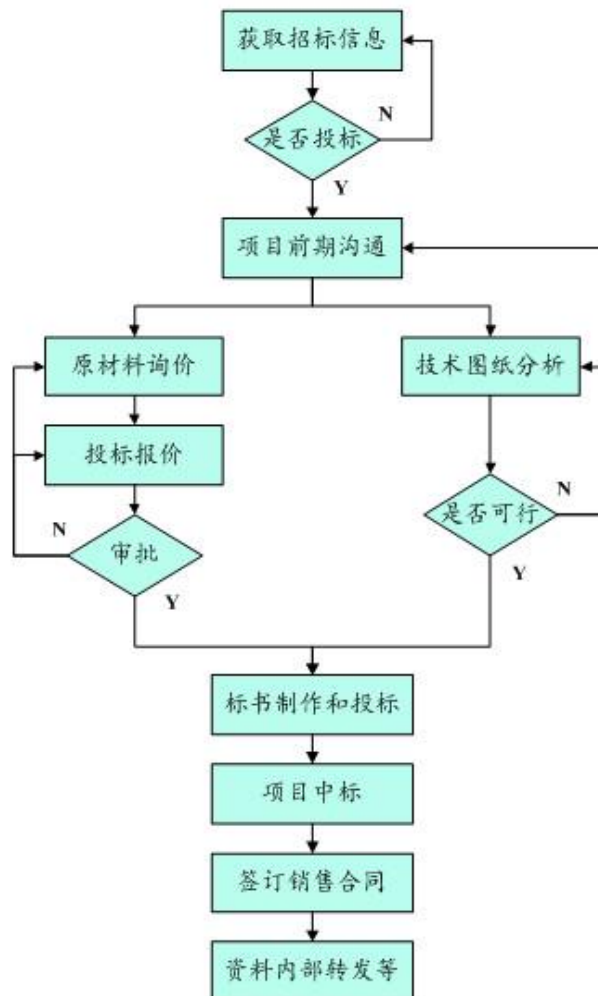 获取招标信息
N
是否投标
Y
项目前期沟通
原材料询价
技术图纸分析
投标报价
N
是否可行
N
审批
Y
Y
标书制作和投标
项目中标
签订销售合同
资料内部转发等